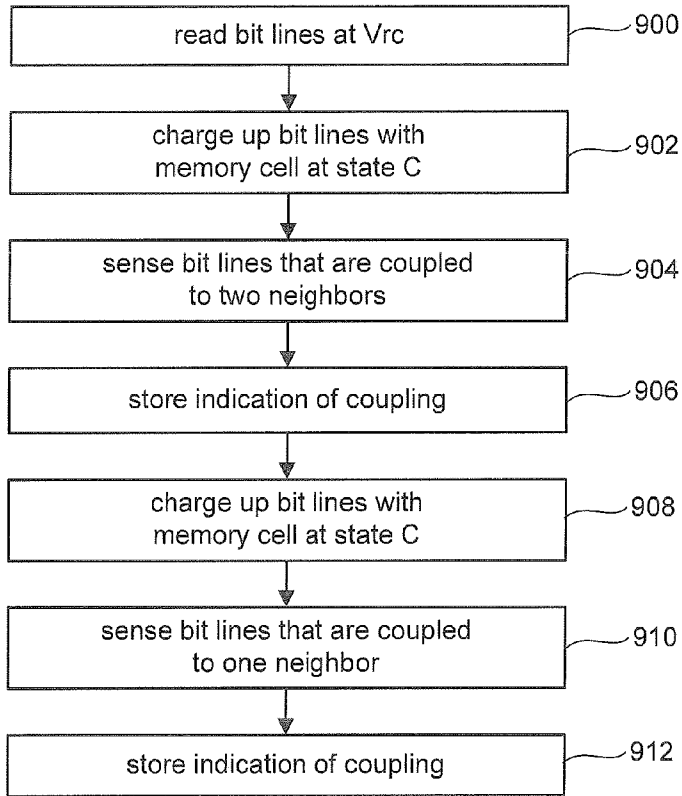 read bit lines at Vrc
900
charge up bit lines with
memory cell at state C
902
sense bit lines that are coupled
to two neighbors
904
store indication of coupling
906
charge up bit lines with
memory cell at state C
908
sense bit lines that are coupled
to one neighbor
910
store indication of coupling
912